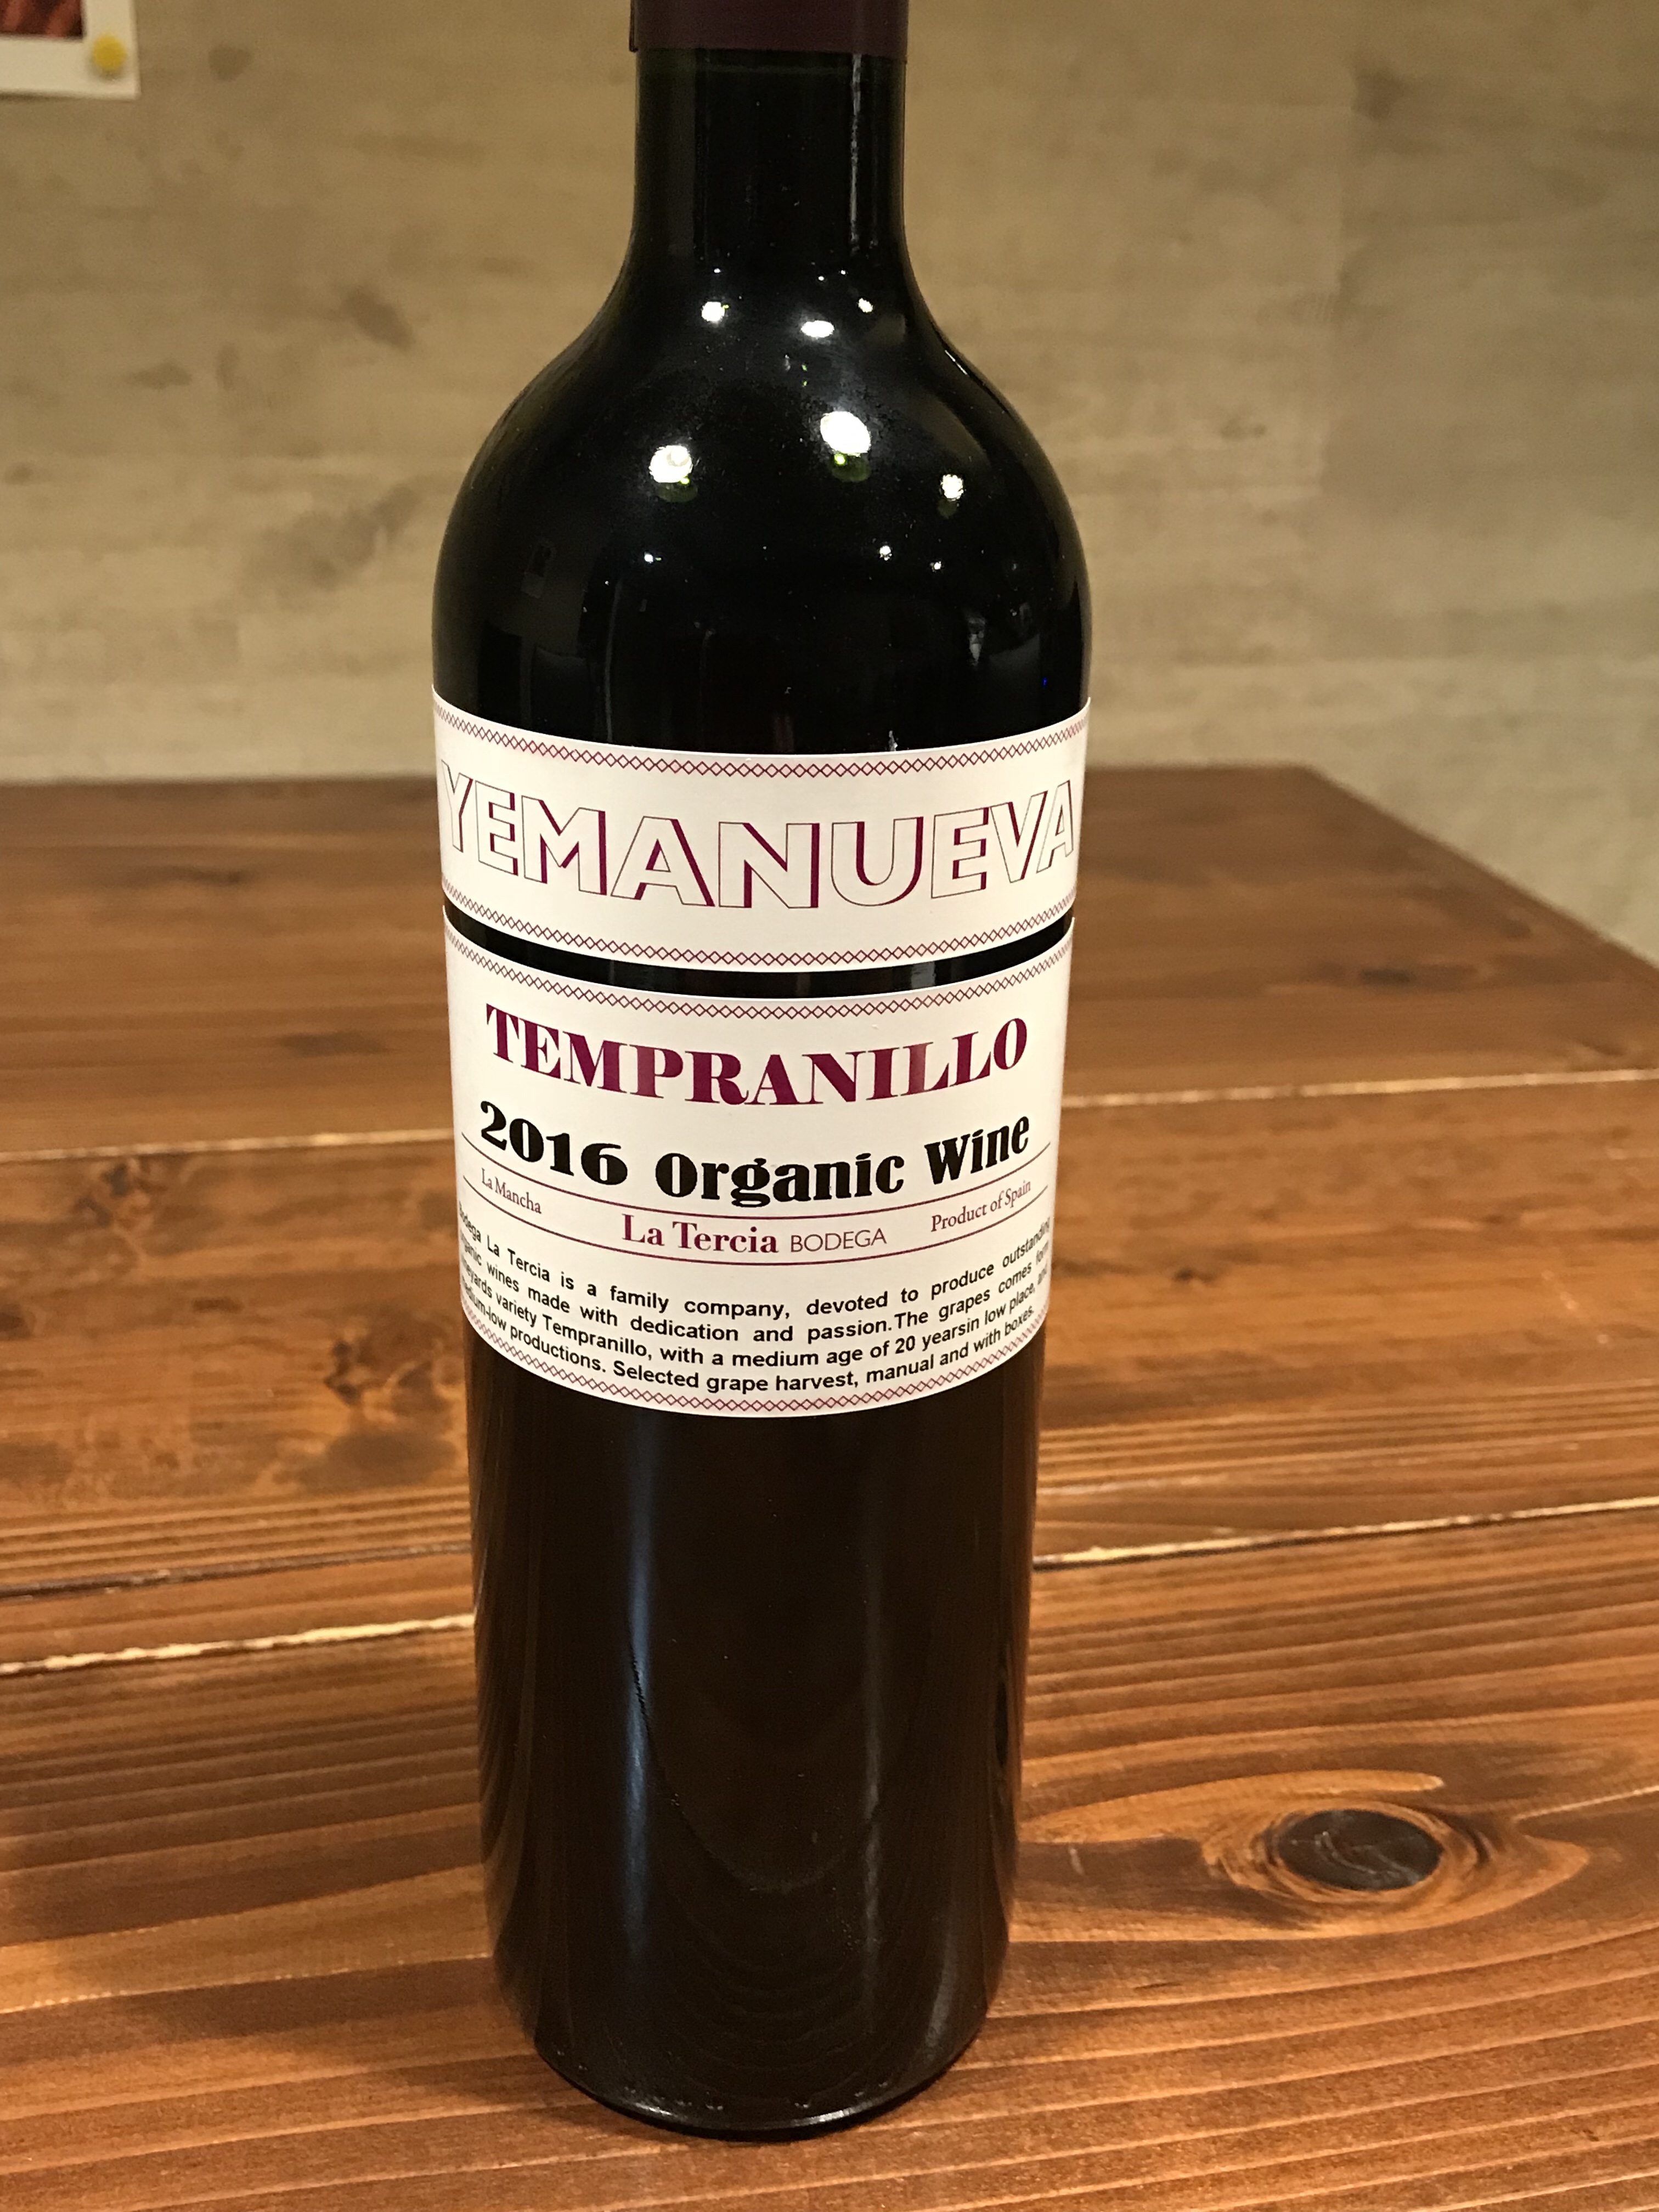 YEMANUEVA
TEMPRANILLO
2016 Organic Wine
La Mancha
La Tercia BODEGA
Product of Spain
Bodega La Tercia is a family company, devoted to produce outstanding
organic wines made with dedication and passion.The grapes comes form
vineyards variety Tempranillo, with a medium age of 20 yearsin low place, and
medium-low productions. Selected grape harvest, manual and with boxes.